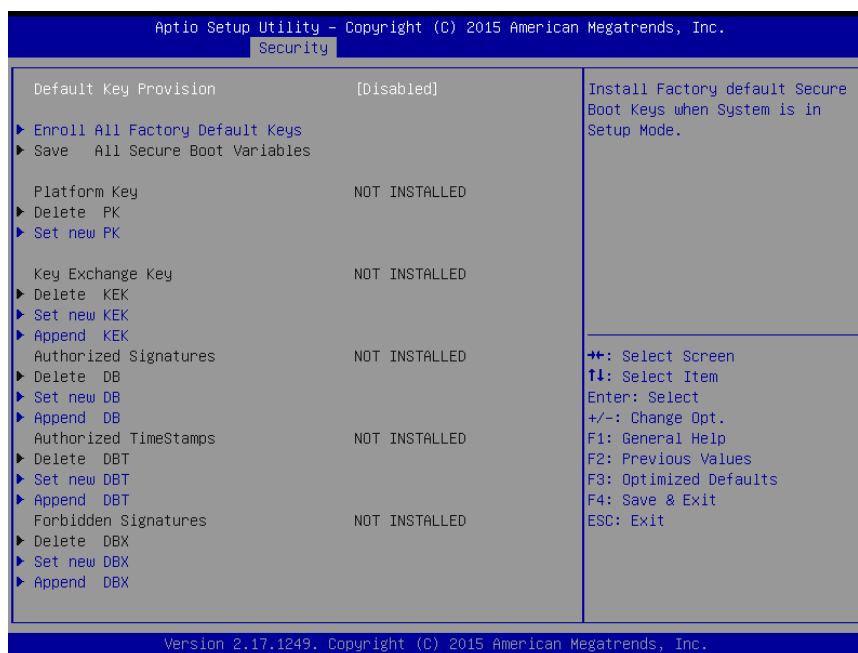 Aptio Setup Utility – Copyright (C) 2015 American Megatrends, Inc.
Security
Default Key Provision [Disabled]
▶ Enroll All Factory Default Keys
▶ Save All Secure Boot Variables
Platform Key NOT INSTALLED
▶ Delete PK
▶ Set new PK
Key Exchange Key NOT INSTALLED
▶ Delete KEK
▶ Set new KEK
▶ Append KEK
Authorized Signatures NOT INSTALLED
▶ Delete DB
▶ Set new DB
▶ Append DB
Authorized TimeStamps NOT INSTALLED
▶ Delete DBT
▶ Set new DBT
▶ Append DBT
Forbidden Signatures NOT INSTALLED
▶ Delete DBX
▶ Set new DBX
▶ Append DBX
Install Factory default Secure
Boot Keys when System is in
Setup Mode.
→←: Select Screen
↑↓: Select Item
Enter: Select
+/-: Change Opt.
F1: General Help
F2: Previous Values
F3: Optimized Defaults
F4: Save & Exit
ESC: Exit
Version 2.17.1249. Copyright (C) 2015 American Megatrends, Inc.